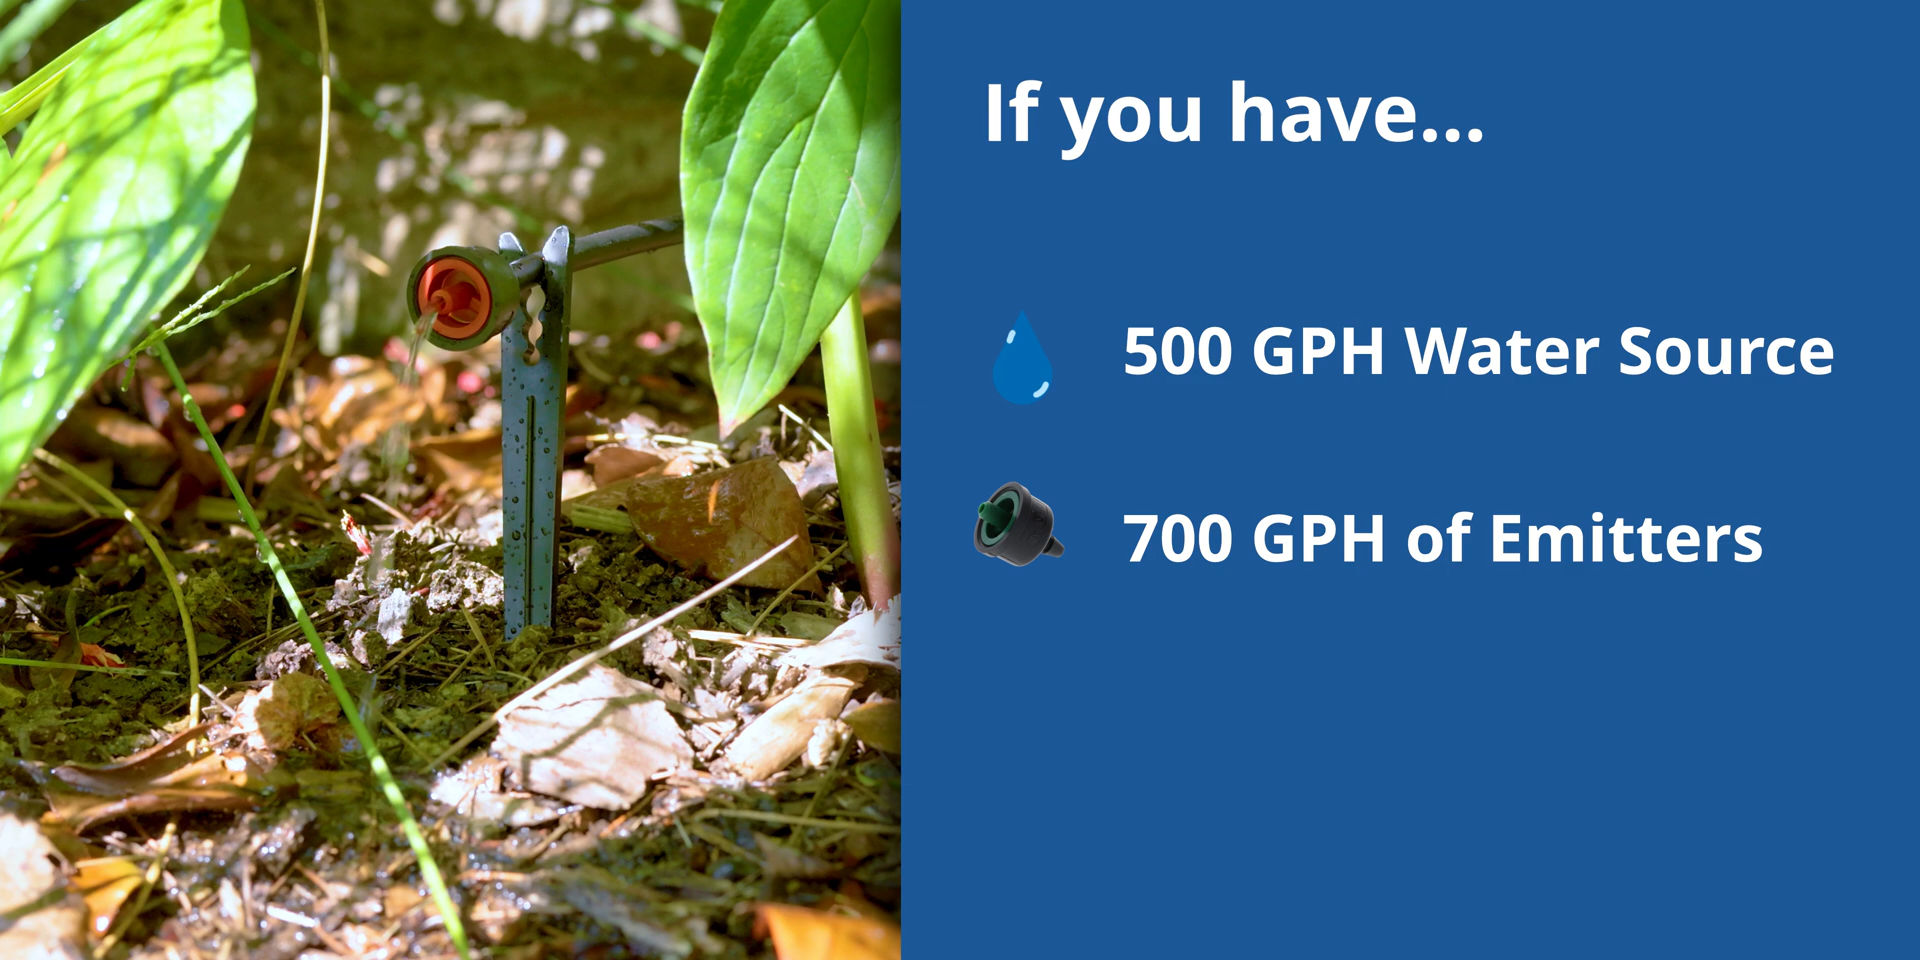 If you have...
500 GPH Water Source
700 GPH of Emitters